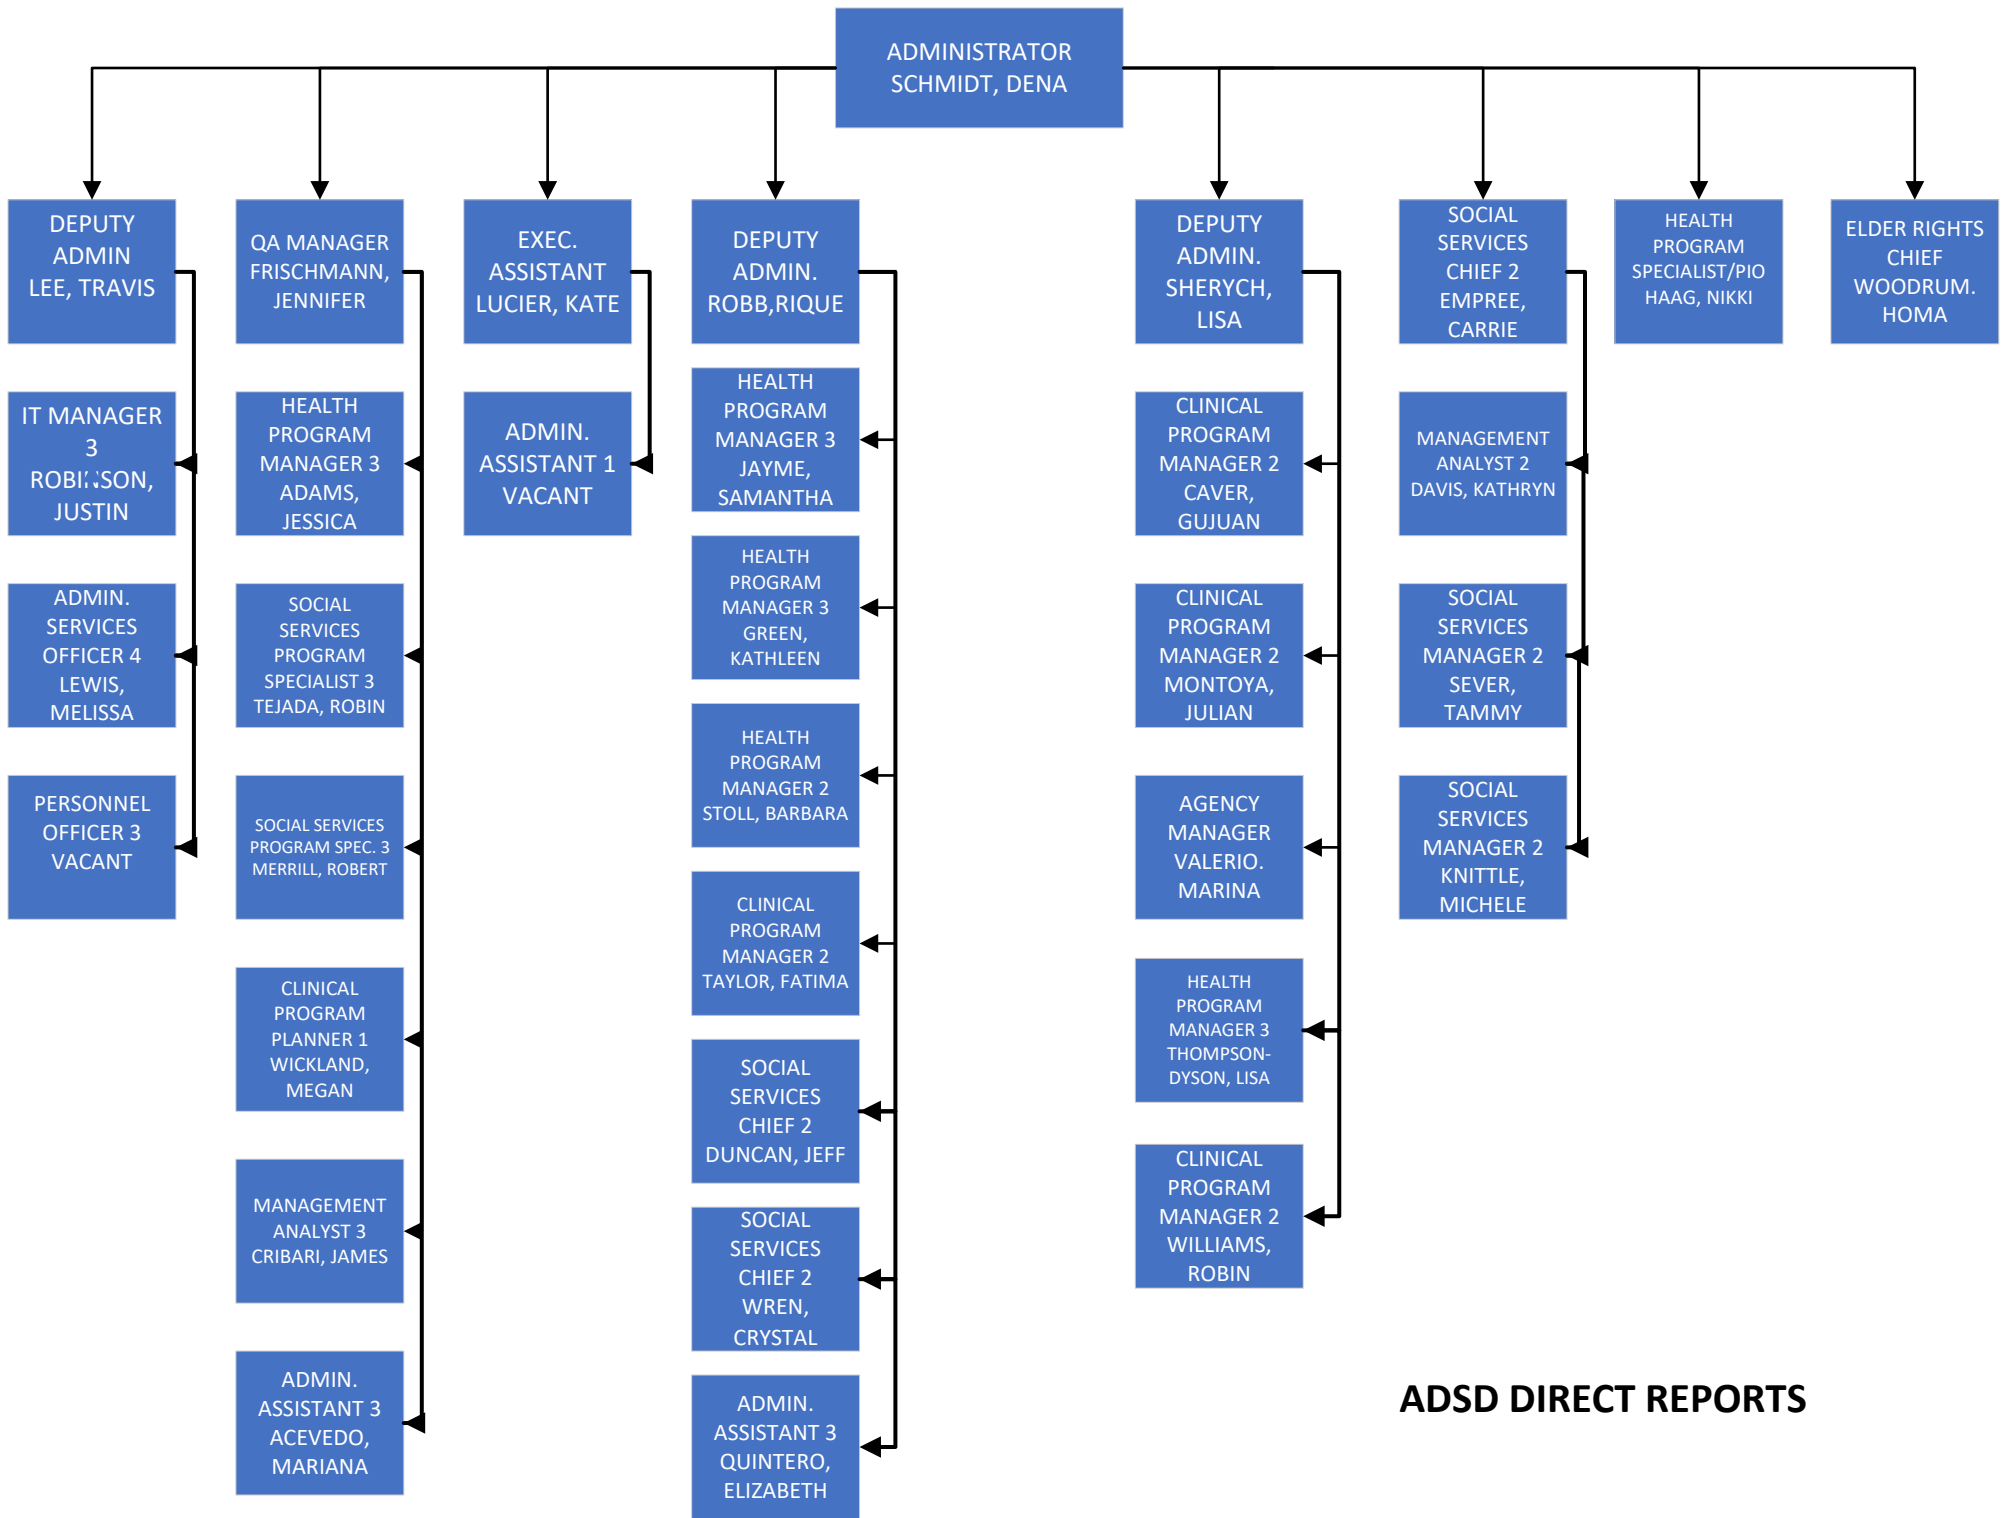 ADMINISTRATOR
SCHMIDT, DENA
DEPUTY
ADMIN
LEE, TRAVIS
QA MANAGER
FRISCHMANN,
JENNIFER
EXEC.
ASSISTANT
LUCIER, KATE
DEPUTY
ADMIN.
ROBB,RIQUE
DEPUTY
ADMIN.
SHERYCH,
LISA
SOCIAL
SERVICES
CHIEF 2
EMPREE,
CARRIE
HEALTH
PROGRAM
SPECIALIST/PIO
HAAG, NIKKI
ELDER RIGHTS
CHIEF
WOODRUM.
HOMA
IT MANAGER
3
ROBINSON,
JUSTIN
ADMIN.
SERVICES
OFFICER 4
LEWIS,
MELISSA
PERSONNEL
OFFICER 3
VACANT
HEALTH
PROGRAM
MANAGER 3
ADAMS,
JESSICA
SOCIAL
SERVICES
PROGRAM
SPECIALIST 3
TEJADA, ROBIN
SOCIAL SERVICES
PROGRAM SPEC. 3
MERRILL, ROBERT
CLINICAL
PROGRAM
PLANNER 1
WICKLAND,
MEGAN
MANAGEMENT
ANALYST 3
CRIBARI, JAMES
ADMIN.
ASSISTANT 3
ACEVEDO,
MARIANA
ADMIN.
ASSISTANT 1
VACANT
HEALTH
PROGRAM
MANAGER 3
JAYME,
SAMANTHA
HEALTH
PROGRAM
MANAGER 3
GREEN,
KATHLEEN
HEALTH
PROGRAM
MANAGER 2
STOLL, BARBARA
CLINICAL
PROGRAM
MANAGER 2
TAYLOR, FATIMA
SOCIAL
SERVICES
CHIEF 2
DUNCAN, JEFF
SOCIAL
SERVICES
CHIEF 2
WREN,
CRYSTAL
ADMIN.
ASSISTANT 3
QUINTERO,
ELIZABETH
CLINICAL
PROGRAM
MANAGER 2
CAVER,
GUJUAN
CLINICAL
PROGRAM
MANAGER 2
MONTOYA,
JULIAN
AGENCY
MANAGER
VALERIO.
MARINA
HEALTH
PROGRAM
MANAGER 3
THOMPSON-
DYSON, LISA
CLINICAL
PROGRAM
MANAGER 2
WILLIAMS,
ROBIN
MANAGEMENT
ANALYST 2
DAVIS, KATHRYN
SOCIAL
SERVICES
MANAGER 2
SEVER,
TAMMY
SOCIAL
SERVICES
MANAGER 2
KNITTLE,
MICHELE
ADSD DIRECT REPORTS